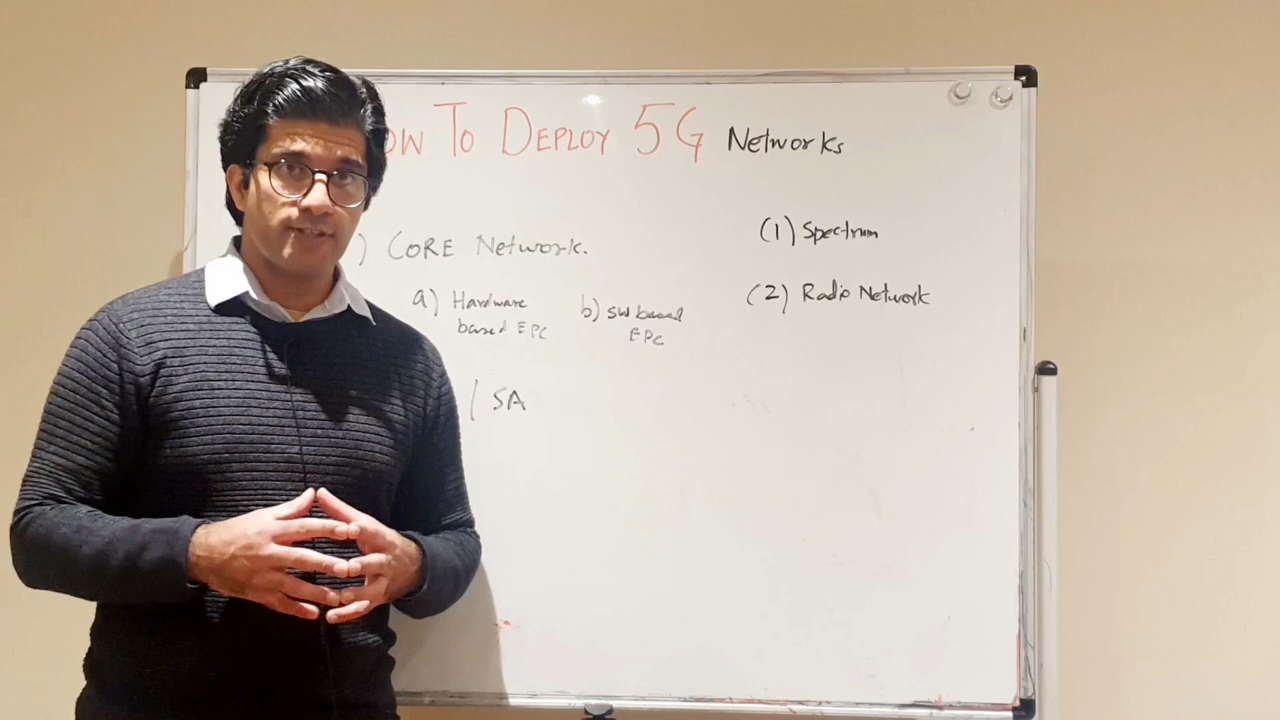 OW To DEPLOY 5G Networks
) CORE Network.
a) Hardware
based EPC
b) SW based
EPC
/ SA
(1) Spectrum
(2) Radio Network